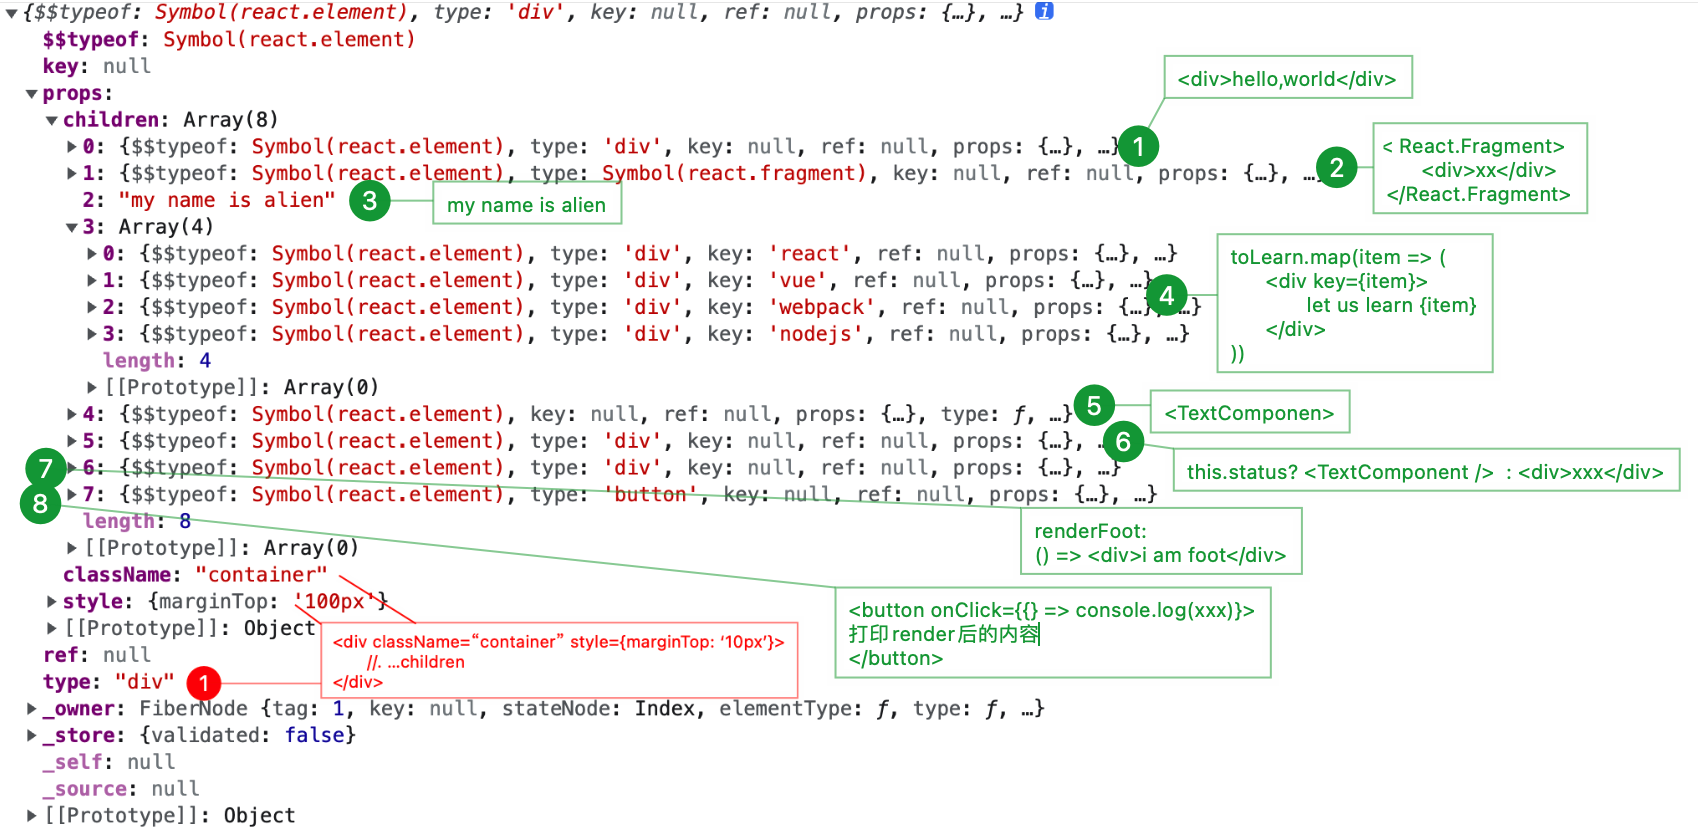 ▼{$$typeof: Symbol(react.element), type: 'div', key: null, ref: null, props: {…}, …} i
$$typeof: Symbol(react.element)
key: null
▼props:
▼children: Array(8)
▶0: {$$typeof: Symbol(react.element), type: 'div', key: null, ref: null, props: {…}, …}
1
<div>hello,world</div>
▶1: {$$typeof: Symbol(react.element), type: Symbol(react.fragment), key: null, ref: null, props: {…}, …
2
< React.Fragment>
<div>xx</div>
</React.Fragment>
2: "my name is alien"
3
my name is alien
▼3: Array(4)
▶0: {$$typeof: Symbol(react.element), type: 'div', key: 'react', ref: null, props: {…}, …}
▶1: {$$typeof: Symbol(react.element), type: 'div', key: 'vue', ref: null, props: {…}, …}
▶2: {$$typeof: Symbol(react.element), type: 'div', key: 'webpack', ref: null, props: {…}, …}
▶3: {$$typeof: Symbol(react.element), type: 'div', key: 'nodejs', ref: null, props: {…}, …}
4
toLearn.map(item => (
<div key={item}>
let us learn {item}
</div>
))
length: 4
▶[[Prototype]]: Array(0)
▶4: {$$typeof: Symbol(react.element), key: null, ref: null, props: {…}, type: ƒ, …}
5
<TextComponen>
▶5: {$$typeof: Symbol(react.element), type: 'div', key: null, ref: null, props: {…}, …
6
this.status? <TextComponent /> : <div>xxx</div>
7
▶6: {$$typeof: Symbol(react.element), type: 'div', key: null, ref: null, props: {…}, …}
8
▶7: {$$typeof: Symbol(react.element), type: 'button', key: null, ref: null, props: {…}, …}
renderFoot:
() => <div>i am foot</div>
length: 8
▶[[Prototype]]: Array(0)
className: "container"
▶style: {marginTop: '100px'}
▶[[Prototype]]: Object
<button onClick={{} => console.log(xxx)}>
打印render后的内容
</button>
<div className=“container” style={marginTop: ‘10px’}>
//. ...children
</div>
ref: null
type: "div"
1
▶_owner: FiberNode {tag: 1, key: null, stateNode: Index, elementType: ƒ, type: ƒ, …}
▶_store: {validated: false}
_self: null
_source: null
▶[[Prototype]]: Object